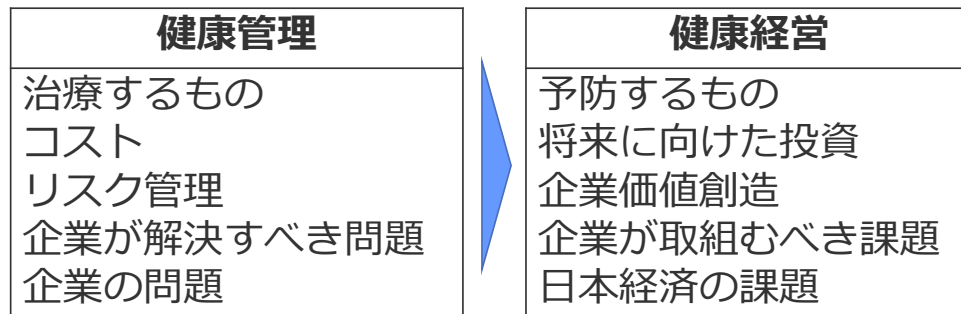 健康管理
治療するもの
コスト
リスク管理
企業が解決すべき問題
企業の問題
健康経営
予防するもの
将来に向けた投資
企業価値創造
企業が取組むべき課題
日本経済の課題